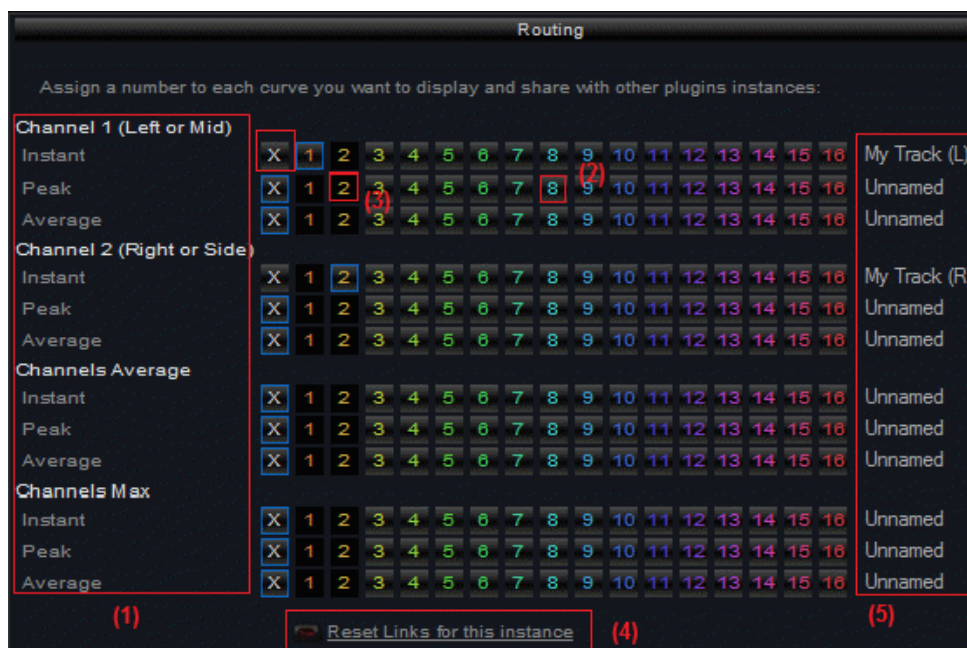 Routing
Assign a number to each curve you want to display and share with other plugins instances:
Channel 1 (Left or Mid)
Instant X 1 2 3 4 5 6 7 8 9 10 11 12 13 14 15 16 My Track (L)
(2)
Peak X 1 2 3 4 5 6 7 8 9 10 11 12 13 14 15 16 Unnamed
(3)
Average X 1 2 3 4 5 6 7 8 9 10 11 12 13 14 15 16 Unnamed
Channel 2 (Right or Side)
Instant X 1 2 3 4 5 6 7 8 9 10 11 12 13 14 15 16 My Track (R
Peak X 1 2 3 4 5 6 7 8 9 10 11 12 13 14 15 16 Unnamed
Average X 1 2 3 4 5 6 7 8 9 10 11 12 13 14 15 16 Unnamed
Channels Average
Instant X 1 2 3 4 5 6 7 8 9 10 11 12 13 14 15 16 Unnamed
Peak X 1 2 3 4 5 6 7 8 9 10 11 12 13 14 15 16 Unnamed
Average X 1 2 3 4 5 6 7 8 9 10 11 12 13 14 15 16 Unnamed
Channels Max
Instant X 1 2 3 4 5 6 7 8 9 10 11 12 13 14 15 16 Unnamed
Peak X 1 2 3 4 5 6 7 8 9 10 11 12 13 14 15 16 Unnamed
Average X 1 2 3 4 5 6 7 8 9 10 11 12 13 14 15 16 Unnamed
(1) (5)
Reset Links for this instance (4)